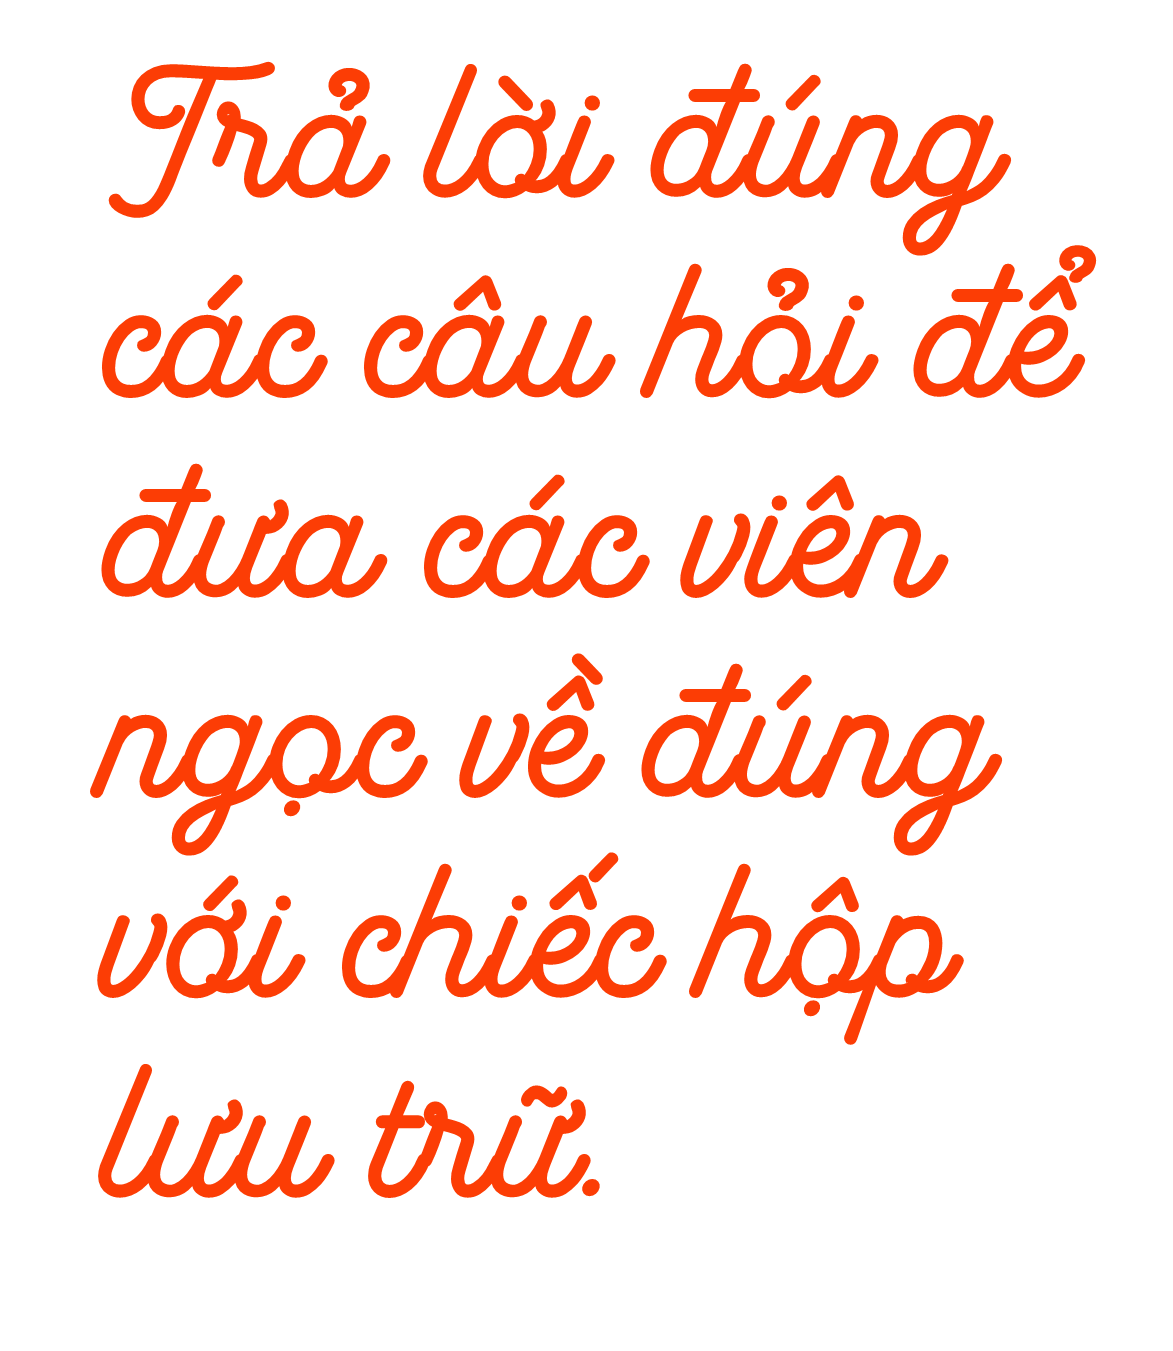 Trả lời đúng
các câu hỏi để
đưa các viên
ngọc về đúng
với chiếc hộp
lưu trữ.